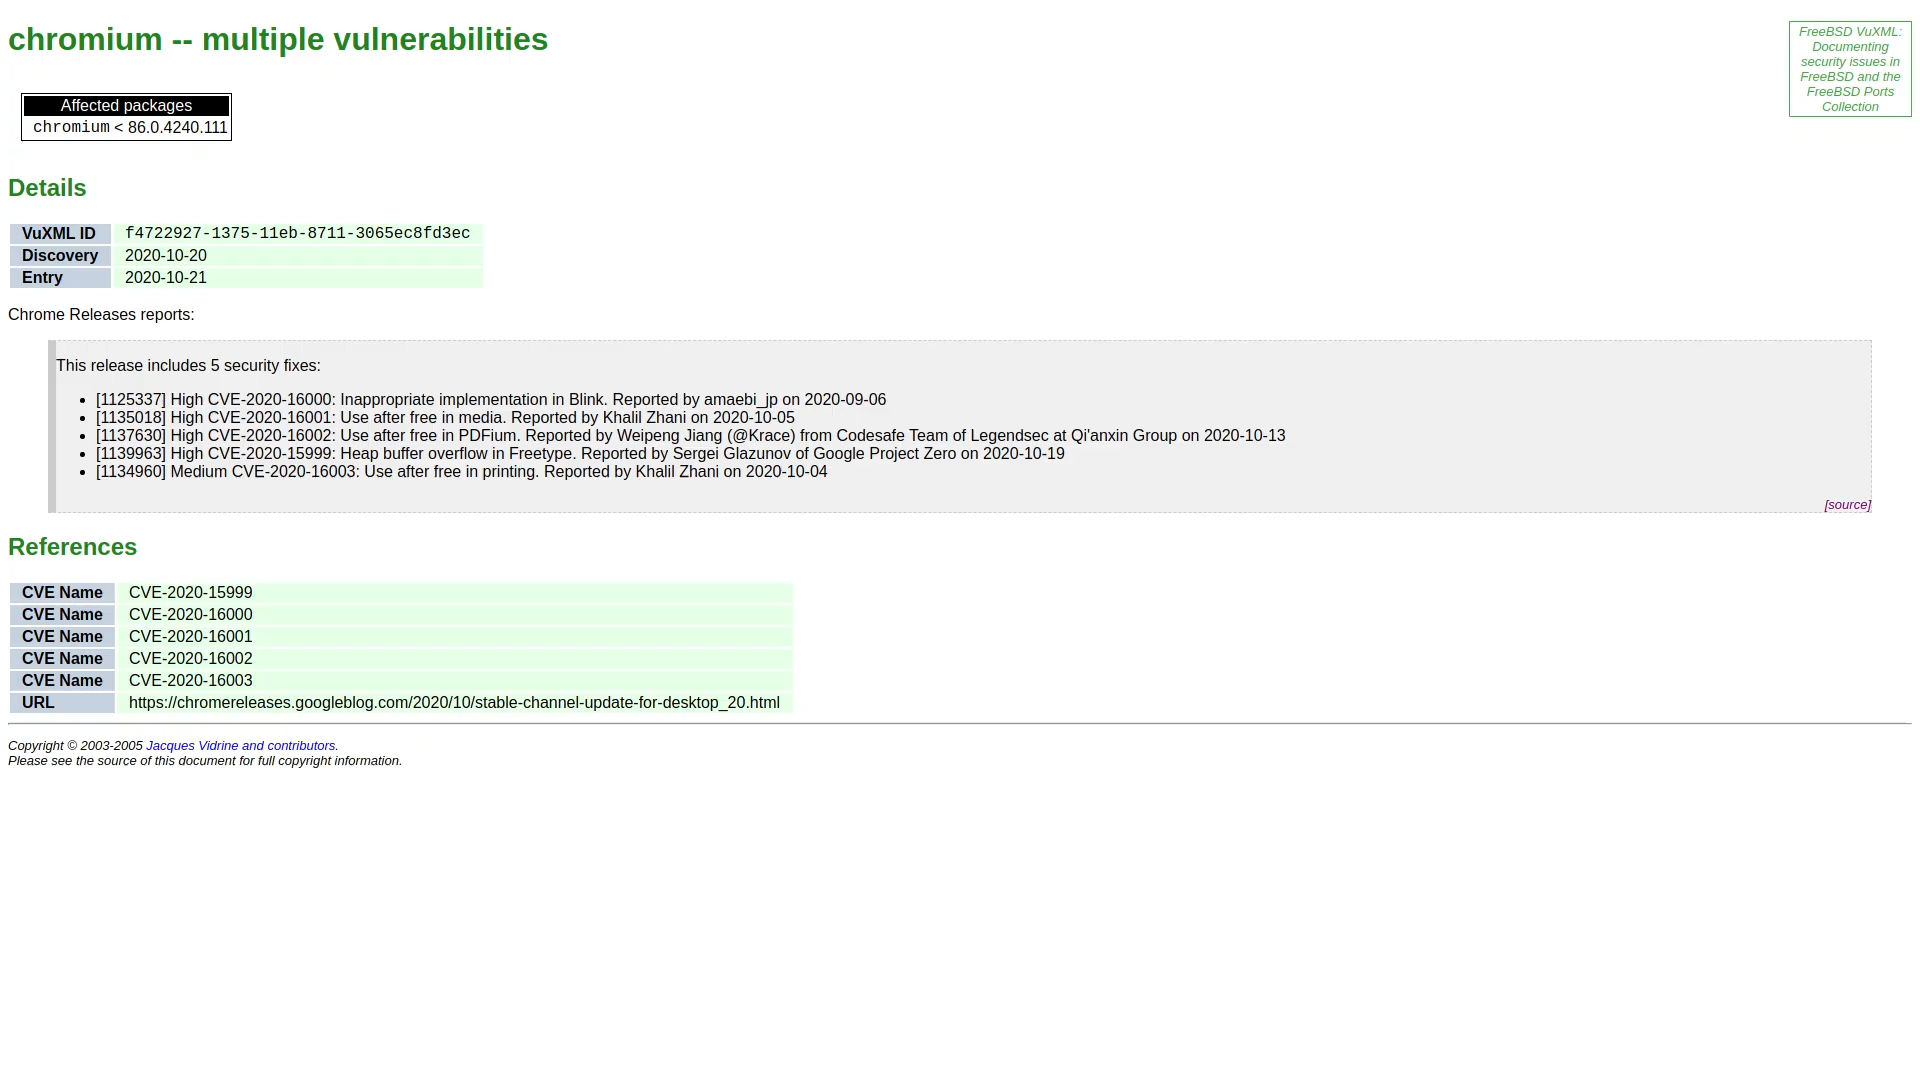 chromium -- multiple vulnerabilities
FreeBSD VuXML:
Documenting
security issues in
FreeBSD and the
FreeBSD Ports
Collection
Affected packages
chromium < 86.0.4240.111
Details
VuXML ID f4722927-1375-11eb-8711-3065ec8fd3ec
Discovery 2020-10-20
Entry 2020-10-21
Chrome Releases reports:
This release includes 5 security fixes:
• [1125337] High CVE-2020-16000: Inappropriate implementation in Blink. Reported by amaebi_jp on 2020-09-06
• [1135018] High CVE-2020-16001: Use after free in media. Reported by Khalil Zhani on 2020-10-05
• [1137630] High CVE-2020-16002: Use after free in PDFium. Reported by Weipeng Jiang (@Krace) from Codesafe Team of Legendsec at Qi'anxin Group on 2020-10-13
• [1139963] High CVE-2020-15999: Heap buffer overflow in Freetype. Reported by Sergei Glazunov of Google Project Zero on 2020-10-19
• [1134960] Medium CVE-2020-16003: Use after free in printing. Reported by Khalil Zhani on 2020-10-04
[source]
References
CVE Name CVE-2020-15999
CVE Name CVE-2020-16000
CVE Name CVE-2020-16001
CVE Name CVE-2020-16002
CVE Name CVE-2020-16003
URL https://chromereleases.googleblog.com/2020/10/stable-channel-update-for-desktop_20.html
Copyright © 2003-2005 Jacques Vidrine and contributors.
Please see the source of this document for full copyright information.